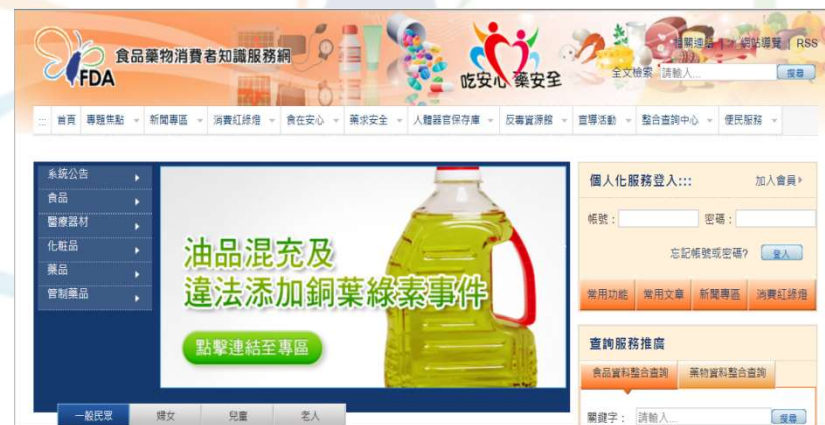 相關連結 | 網站導覽 | RSS
FDA 食品藥物消費者知識服務網
吃安心 藥安全
全文檢索 請輸入... 搜尋
::: 首頁 專題焦點 新聞專區 消費紅綠燈 食在安心 藥求安全 人體器官保存庫 反毒資源館 宣導活動 整合查詢中心 便民服務
系統公告
食品
醫療器材
化粧品
藥品
管制藥品
油品混充及
違法添加銅葉綠素事件
點擊連結至專區
一般民眾 婦女 兒童 老人
個人化服務登入::: 加入會員
帳號： 密碼：
忘記帳號或密碼? 登入
常用功能 常用文章 新聞專區 消費紅綠燈
查詢服務推廣
食品資料整合查詢 藥物資料整合查詢
關鍵字： 請輸入... 搜尋